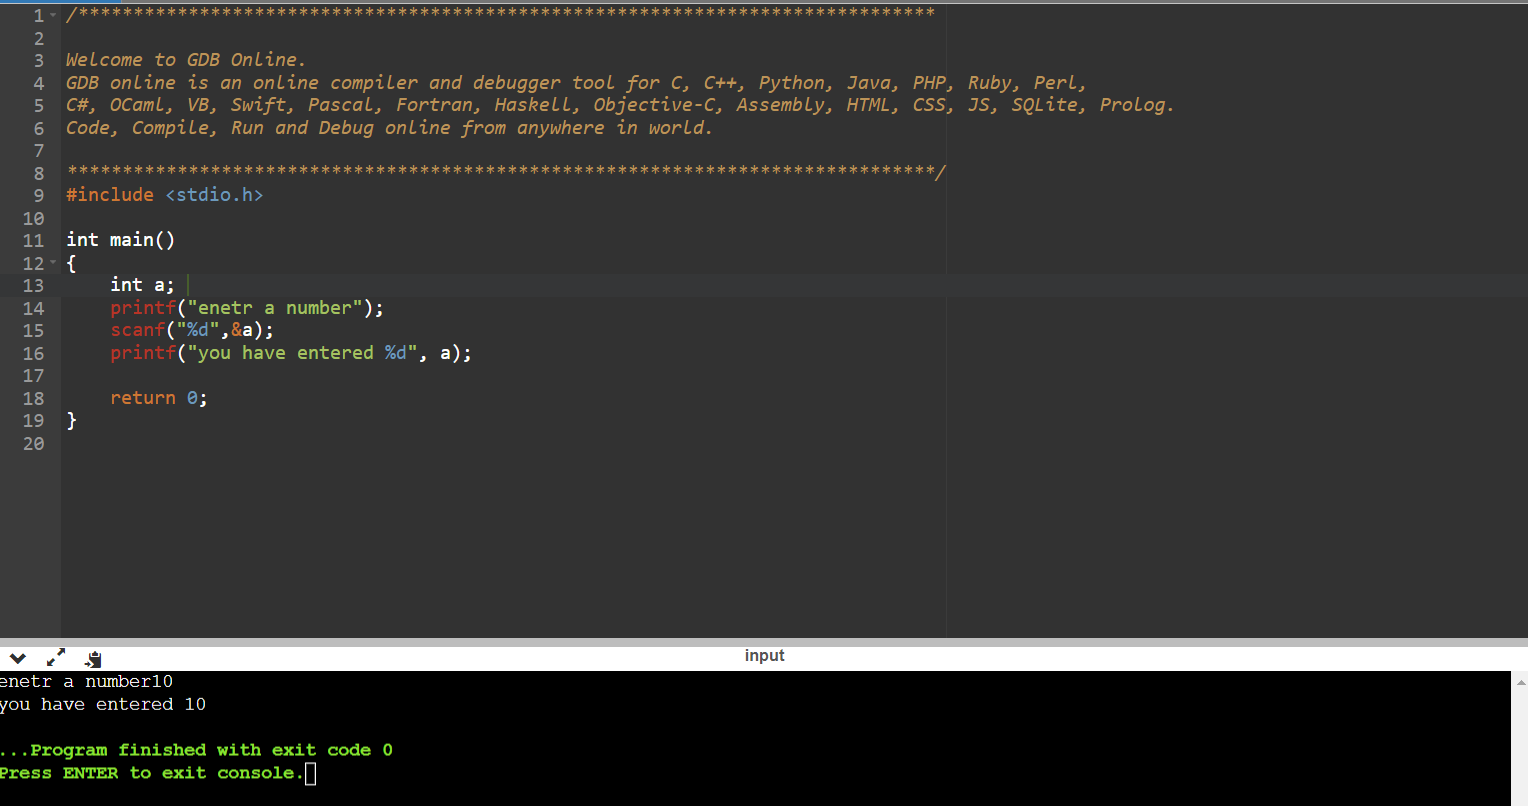 1 /******************************************************************************
2
3 Welcome to GDB Online.
4 GDB online is an online compiler and debugger tool for C, C++, Python, Java, PHP, Ruby, Perl,
5 C#, OCaml, VB, Swift, Pascal, Fortran, Haskell, Objective-C, Assembly, HTML, CSS, JS, SQLite, Prolog.
6 Code, Compile, Run and Debug online from anywhere in world.
7
8 *******************************************************************************/
9 #include <stdio.h>
10
11 int main()
12 {
13     int a;
14     printf("enetr a number");
15     scanf("%d",&a);
16     printf("you have entered %d", a);
17
18     return 0;
19 }
20
input
enetr a number10
you have entered 10
...Program finished with exit code 0
Press ENTER to exit console.